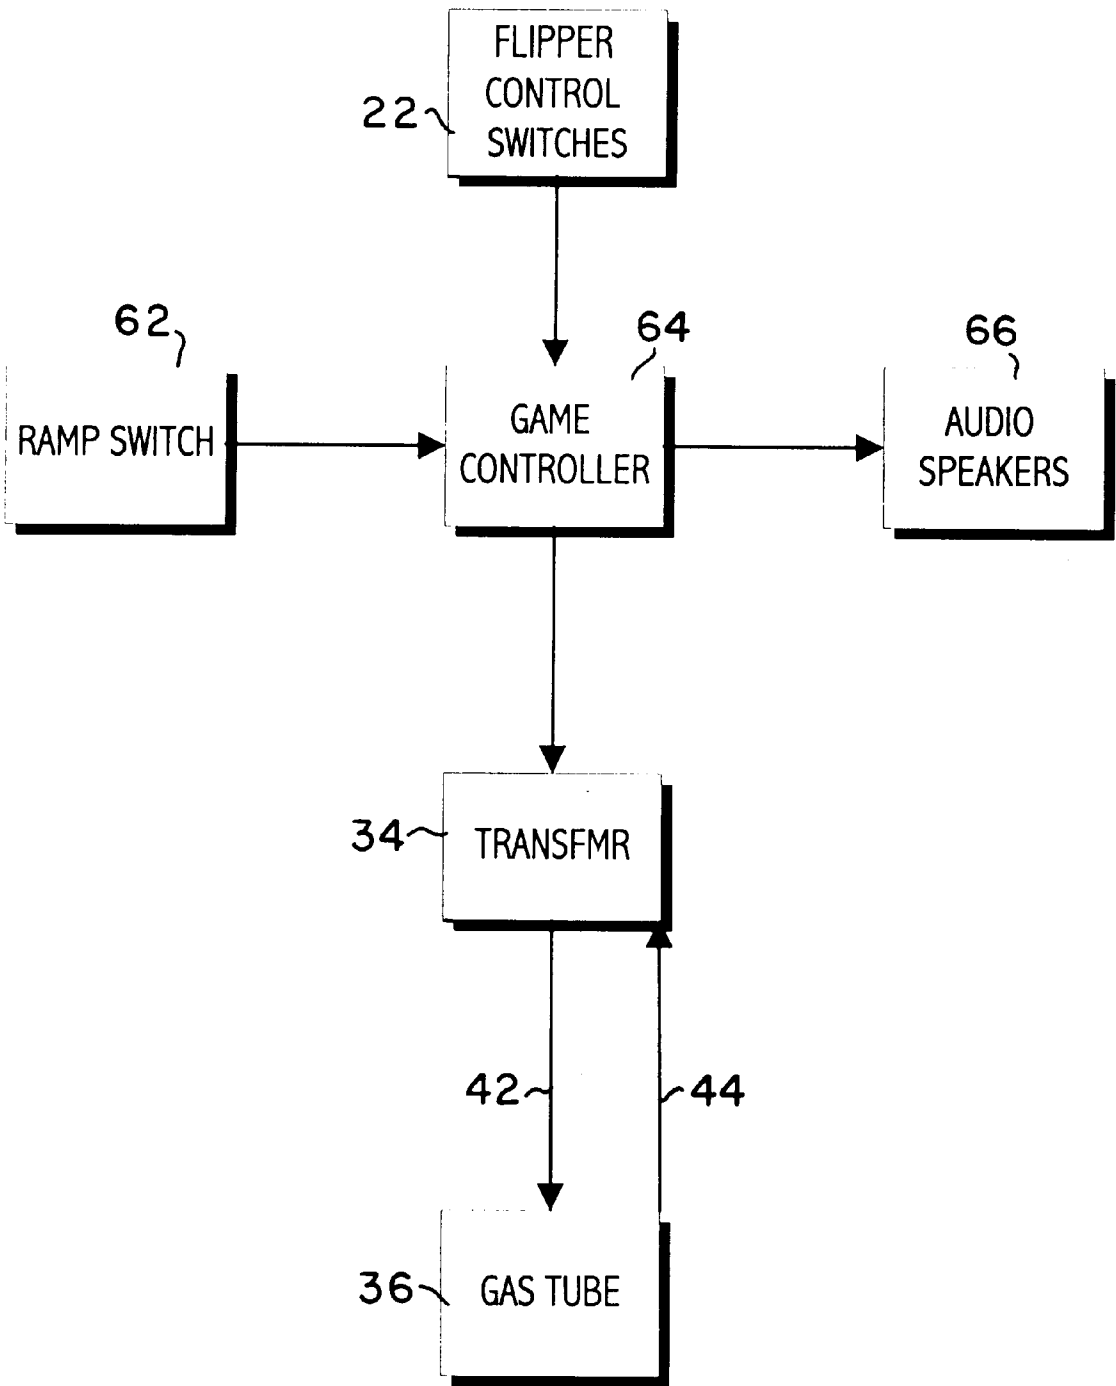 FLIPPER
CONTROL
SWITCHES
22
62
64
66
RAMP SWITCH
GAME
CONTROLLER
AUDIO
SPEAKERS
34
TRANSFMR
42
44
36
GAS TUBE